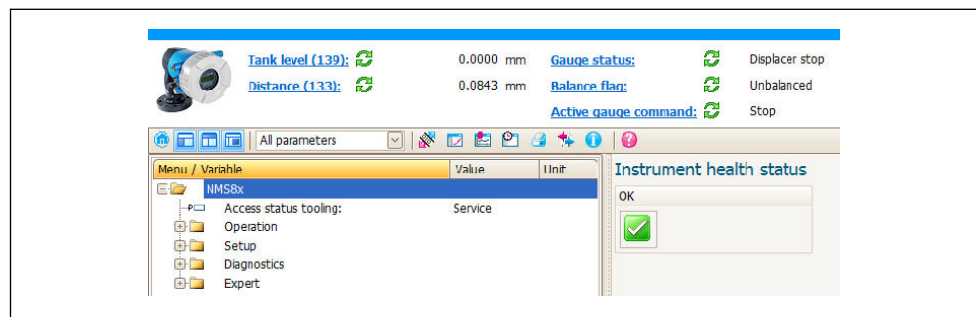 Tank level (139): 0.0000 mm Gauge status: Displacer stop
Distance (133): 0.0843 mm Balance flag: Unbalanced
Active gauge command: Stop
All parameters
Menu / Variable Value Unit
Instrument health status
NMS8x
OK
Access status tooling: Service
Operation
Setup
Diagnostics
Expert